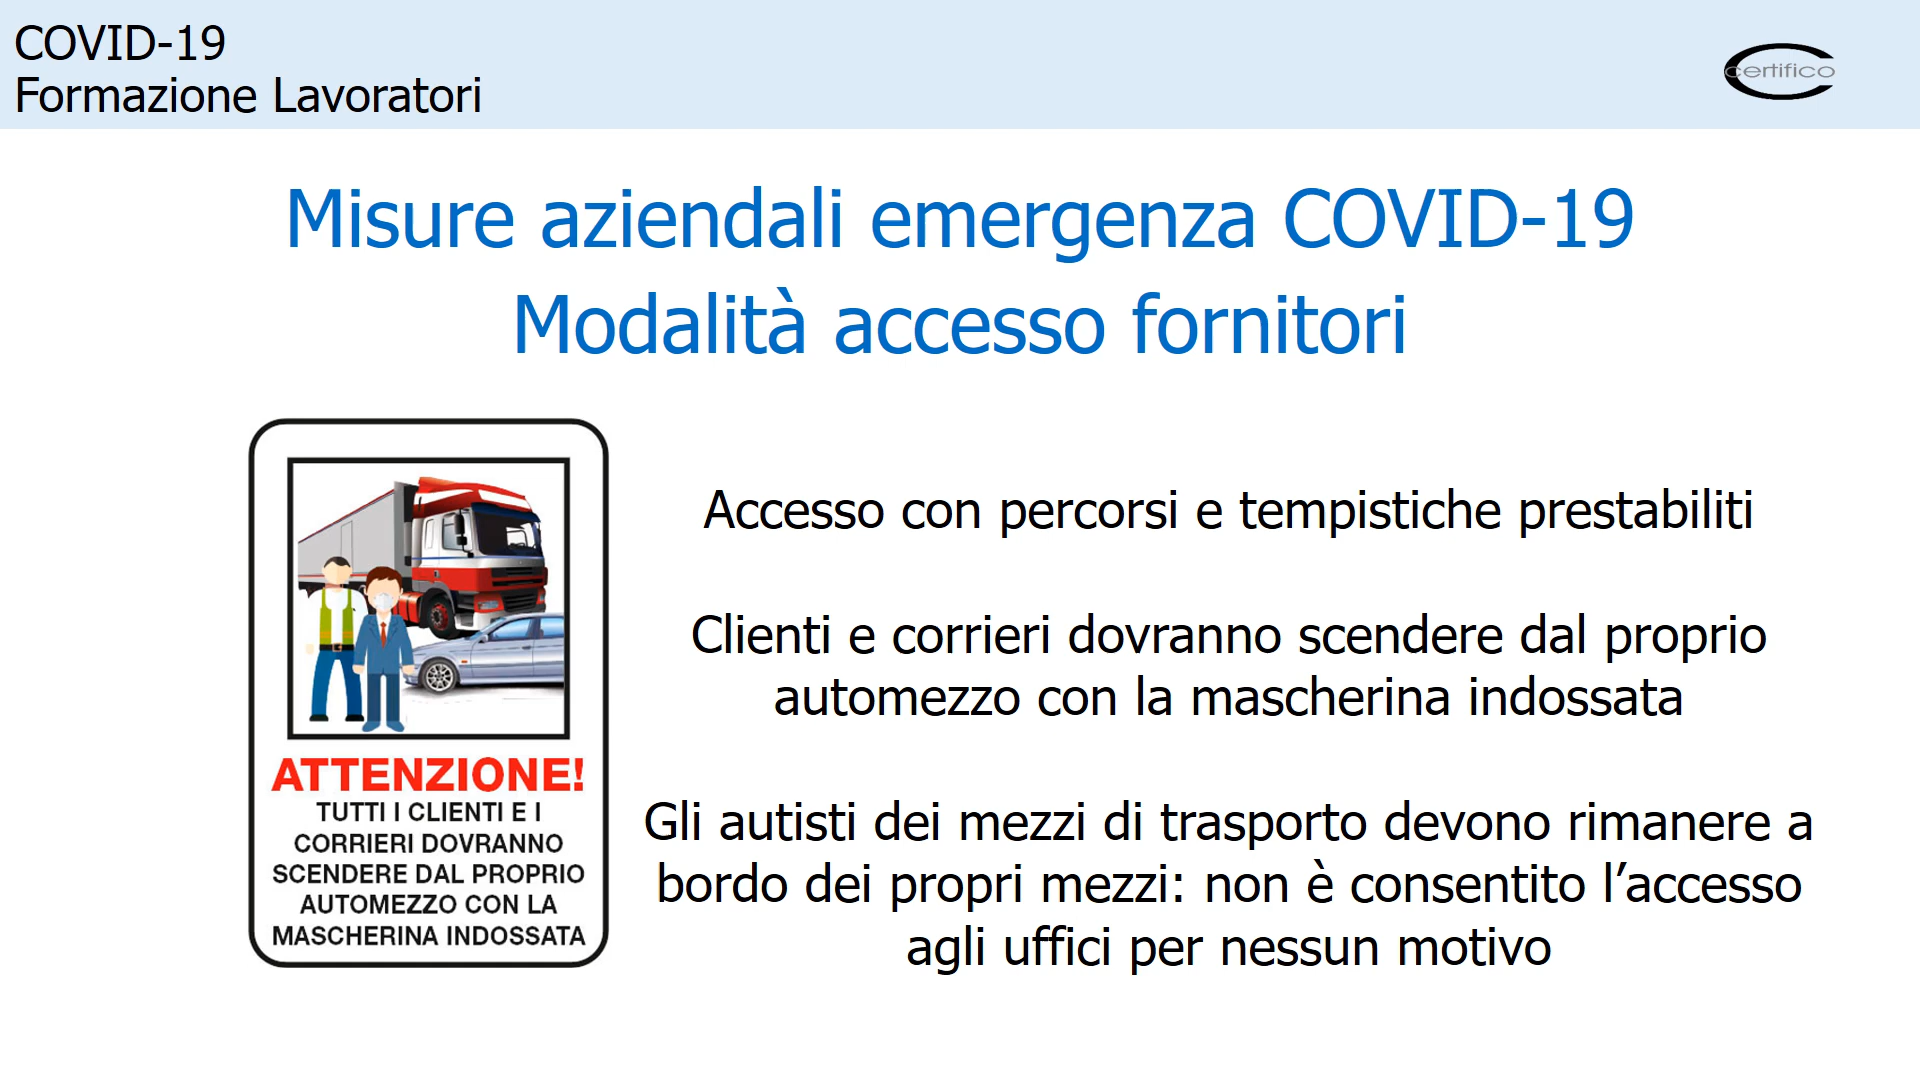 COVID-19
Formazione Lavoratori
certifico
Misure aziendali emergenza COVID-19
Modalità accesso fornitori
ATTENZIONE!
TUTTI I CLIENTI E I
CORRIERI DOVRANNO
SCENDERE DAL PROPRIO
AUTOMEZZO CON LA
MASCHERINA INDOSSATA
Accesso con percorsi e tempistiche prestabiliti
Clienti e corrieri dovranno scendere dal proprio
automezzo con la mascherina indossata
Gli autisti dei mezzi di trasporto devono rimanere a
bordo dei propri mezzi: non è consentito l’accesso
agli uffici per nessun motivo